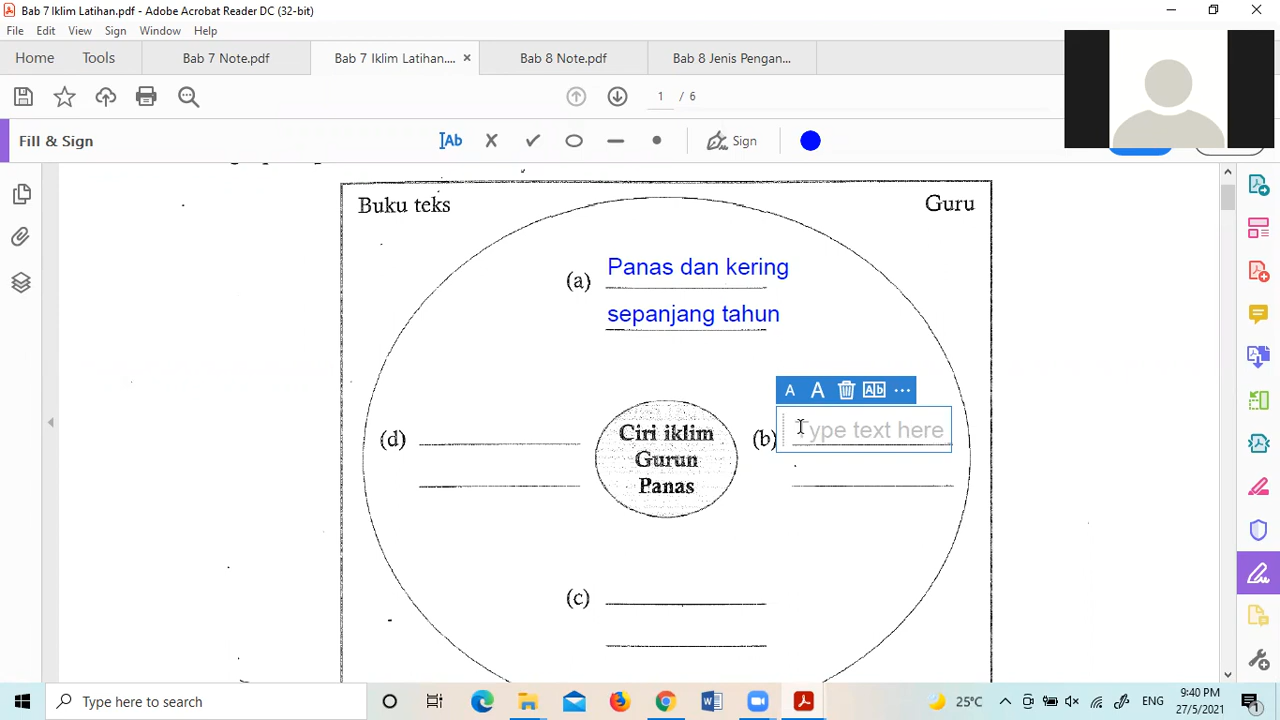 Bab 7 Iklim Latihan.pdf - Adobe Acrobat Reader DC (32-bit)
File Edit View Sign Window Help
Home Tools Bab 7 Note.pdf Bab 7 Iklim Latihan.... × Bab 8 Note.pdf Bab 8 Jenis Pengan...
1 / 6
Fill & Sign
Ab
Sign
Buku teks
Guru
(a) Panas dan kering
sepanjang tahun
A A Ab ...
(d)
Ciri iklim
Gurun
Panas
(b) Type text here
(c)
Type here to search
25°C
ENG
9:40 PM
27/5/2021
1